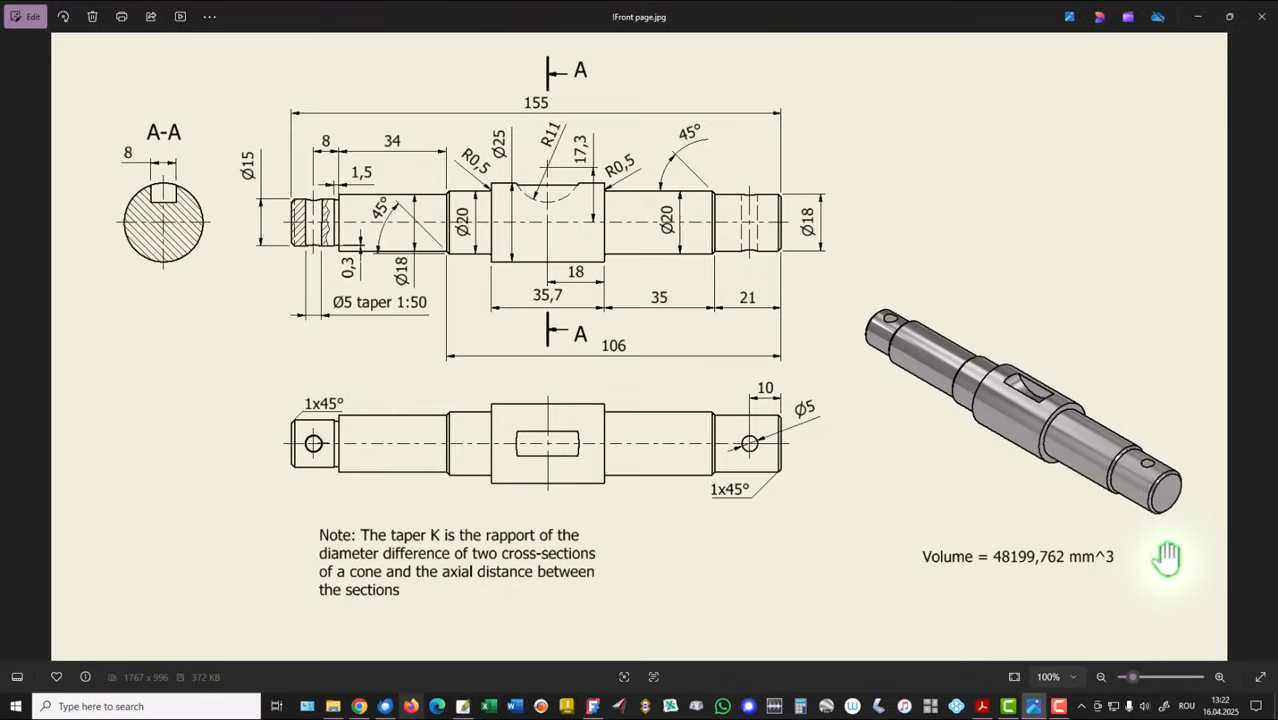 Edit
!Front page.jpg
A
155
A-A
8
8
34
Ø15
1,5
R0,5
Ø25
R11
17,3
R0,5
45°
45°
Ø20
Ø20
Ø18
0,3
Ø18
18
Ø5 taper 1:50
35,7
35
21
A
106
10
1x45°
Ø5
1x45°
Note: The taper K is the rapport of the
diameter difference of two cross-sections
of a cone and the axial distance between
the sections
Volume = 48199,762 mm^3
1767 x 996
372 KB
100%
Type here to search
ROU
13:22
16.04.2025